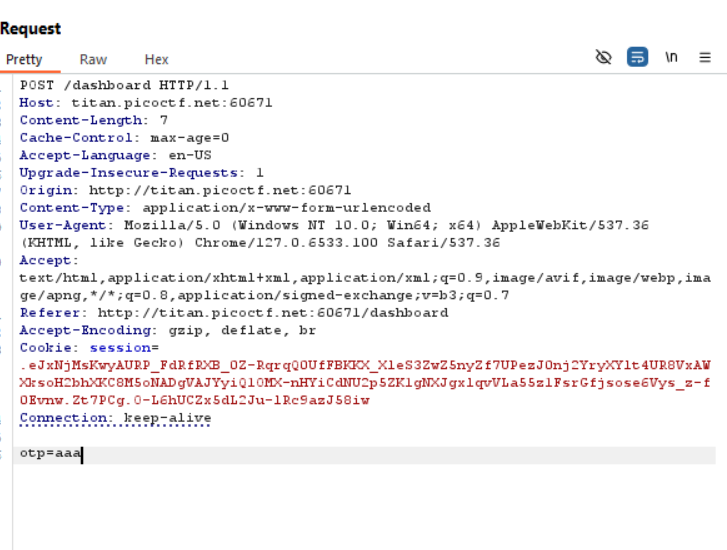 Request
Pretty Raw Hex
\n
POST /dashboard HTTP/1.1
Host: titan.picoctf.net:60671
Content-Length: 7
Cache-Control: max-age=0
Accept-Language: en-US
Upgrade-Insecure-Requests: 1
Origin: http://titan.picoctf.net:60671
Content-Type: application/x-www-form-urlencoded
User-Agent: Mozilla/5.0 (Windows NT 10.0; Win64; x64) AppleWebKit/537.36
(KHTML, like Gecko) Chrome/127.0.6533.100 Safari/537.36
Accept:
text/html,application/xhtml+xml,application/xml;q=0.9,image/avif,image/webp,ima
ge/apng,*/*;q=0.8,application/signed-exchange;v=b3;q=0.7
Referer: http://titan.picoctf.net:60671/dashboard
Accept-Encoding: gzip, deflate, br
Cookie: session=
.eJxNjMsKwyAURP_FdRfRXB_0Z-RqrqQ0UfFBKKX_XleS3ZwZ5nyZf7UPezJ0nj2YryXYlt4UR8VxAW
XksoH2bhXKC8M5oNADgVAJYyiQ10MX-nHYiCdNU2p5ZKlgNXJgxlqvVLa55zlFsrGfjsose6Vys_z-f
0Evnw.Zt7PCg.0-L6hUCZx5dL2Ju-lRc9azJ58iw
Connection: keep-alive
otp=aaa